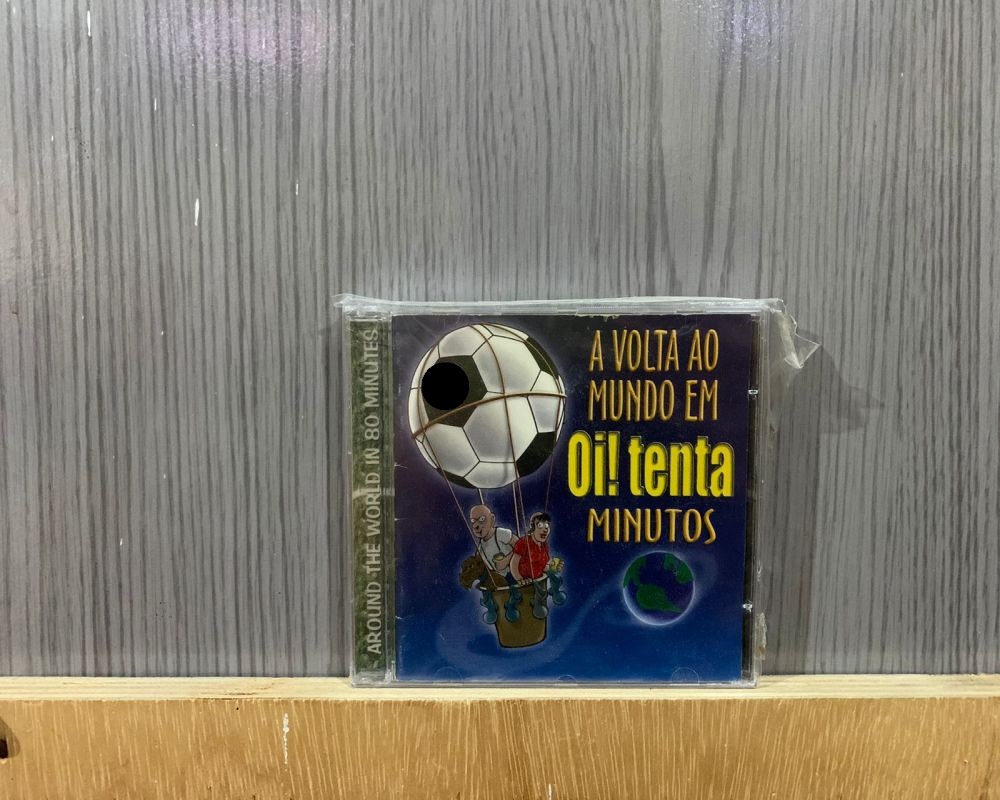 AROUND THE WORLD IN 80 MINUTES
A VOLTA AO
MUNDO EM
Oi! tenta
MINUTOS